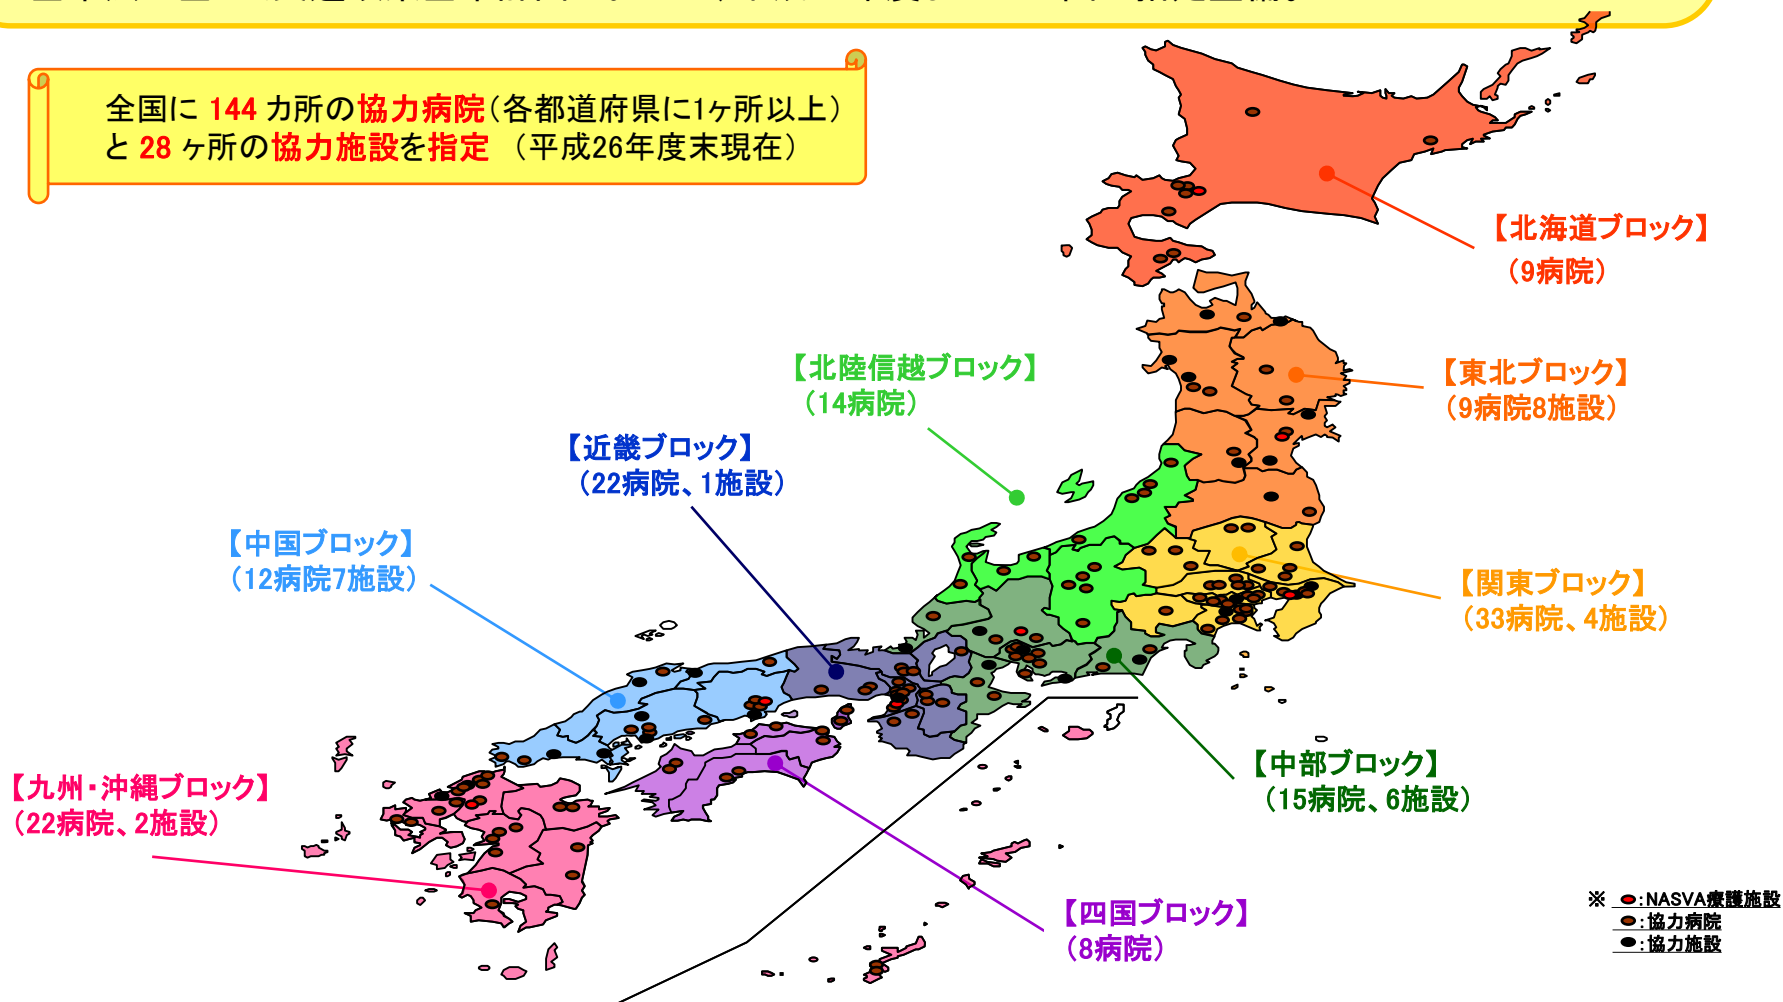 全国に 144 カ所の協力病院（各都道府県に1ヶ所以上）
と 28 ヶ所の協力施設を指定 （平成26年度末現在）
【北海道ブロック】
（9病院）
【東北ブロック】
（9病院8施設）
【北陸信越ブロック】
（14病院）
【近畿ブロック】
（22病院、1施設）
【中国ブロック】
（12病院7施設）
【関東ブロック】
（33病院、4施設）
【中部ブロック】
（15病院、6施設）
【九州・沖縄ブロック】
（22病院、2施設）
【四国ブロック】
（8病院）
※ ：NASVA療護施設
：協力病院
：協力施設